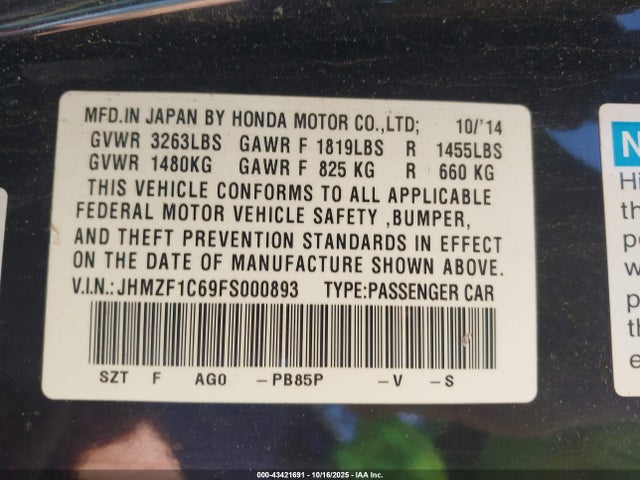 MFD.IN JAPAN BY HONDA MOTOR CO.,LTD; 10/'14
GVWR 3263LBS GAWR F 1819LBS R 1455LBS
GVWR 1480KG GAWR F 825 KG R 660 KG
THIS VEHICLE CONFORMS TO ALL APPLICABLE
FEDERAL MOTOR VEHICLE SAFETY ,BUMPER,
AND THEFT PREVENTION STANDARDS IN EFFECT
ON THE DATE OF MANUFACTURE SHOWN ABOVE.
V.I.N.:JHMZF1C69FS000893 TYPE:PASSENGER CAR
SZT F AG0 –PB85P –V –S
N
Hi
th
p
w
p
th
e
000-43421691 - 10/16/2025 - IAA Inc.